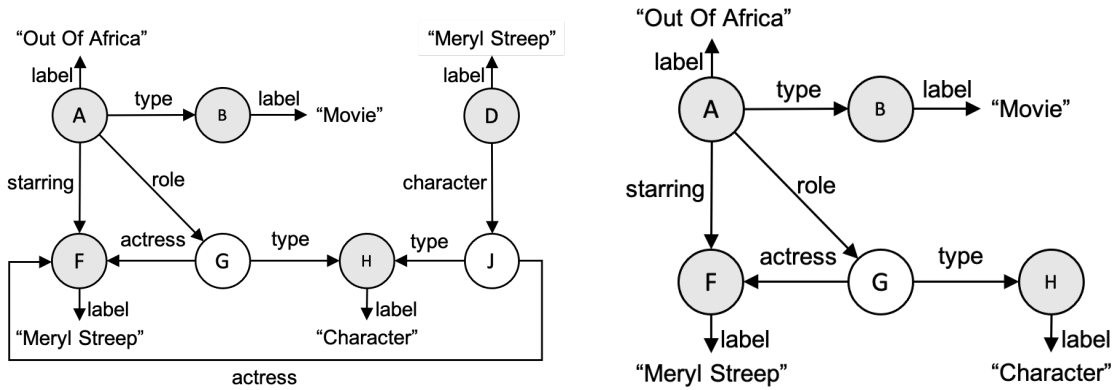 “Out Of Africa”
label
A
type
B
label
“Movie”
starring
role
F
actress
G
type
H
type
J
label
“Meryl Streep”
label
“Character”
actress
“Meryl Streep”
label
D
character
“Out Of Africa”
label
A
type
B
label
“Movie”
starring
role
F
actress
G
type
H
label
“Meryl Streep”
label
“Character”